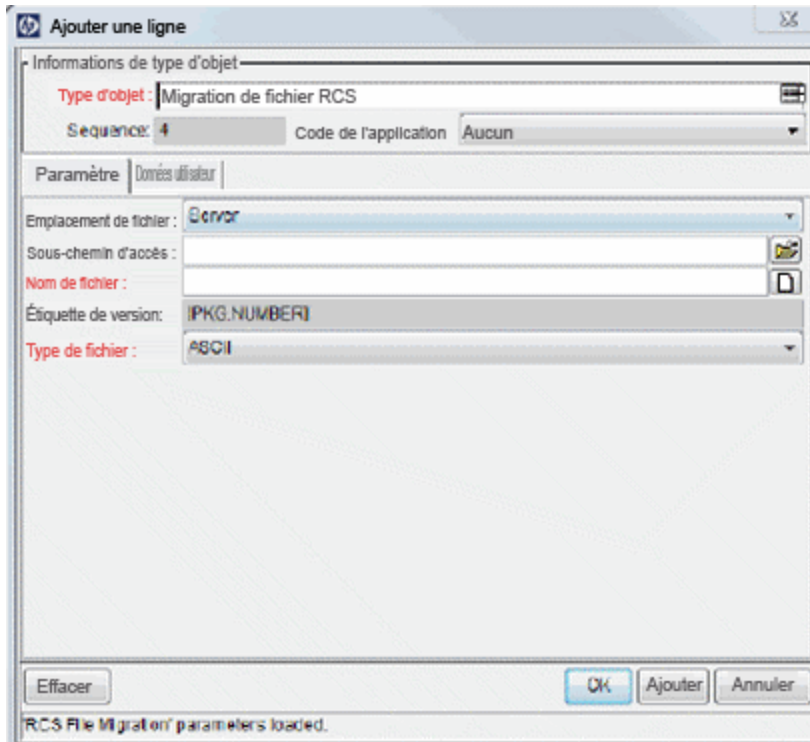 hp Ajouter une ligne
Informations de type d'objet
Type d'objet : Migration de fichier RCS
Sequence: 4 Code de l'application Aucun
Paramètre Données utilisateur
Emplacement de fichier : Server
Sous-chemin d'accès :
Nom de fichier :
Étiquette de version: [PKG.NUMBER]
Type de fichier : ASCII
Effacer OK Ajouter Annuler
'RCS File Migration' parameters loaded.